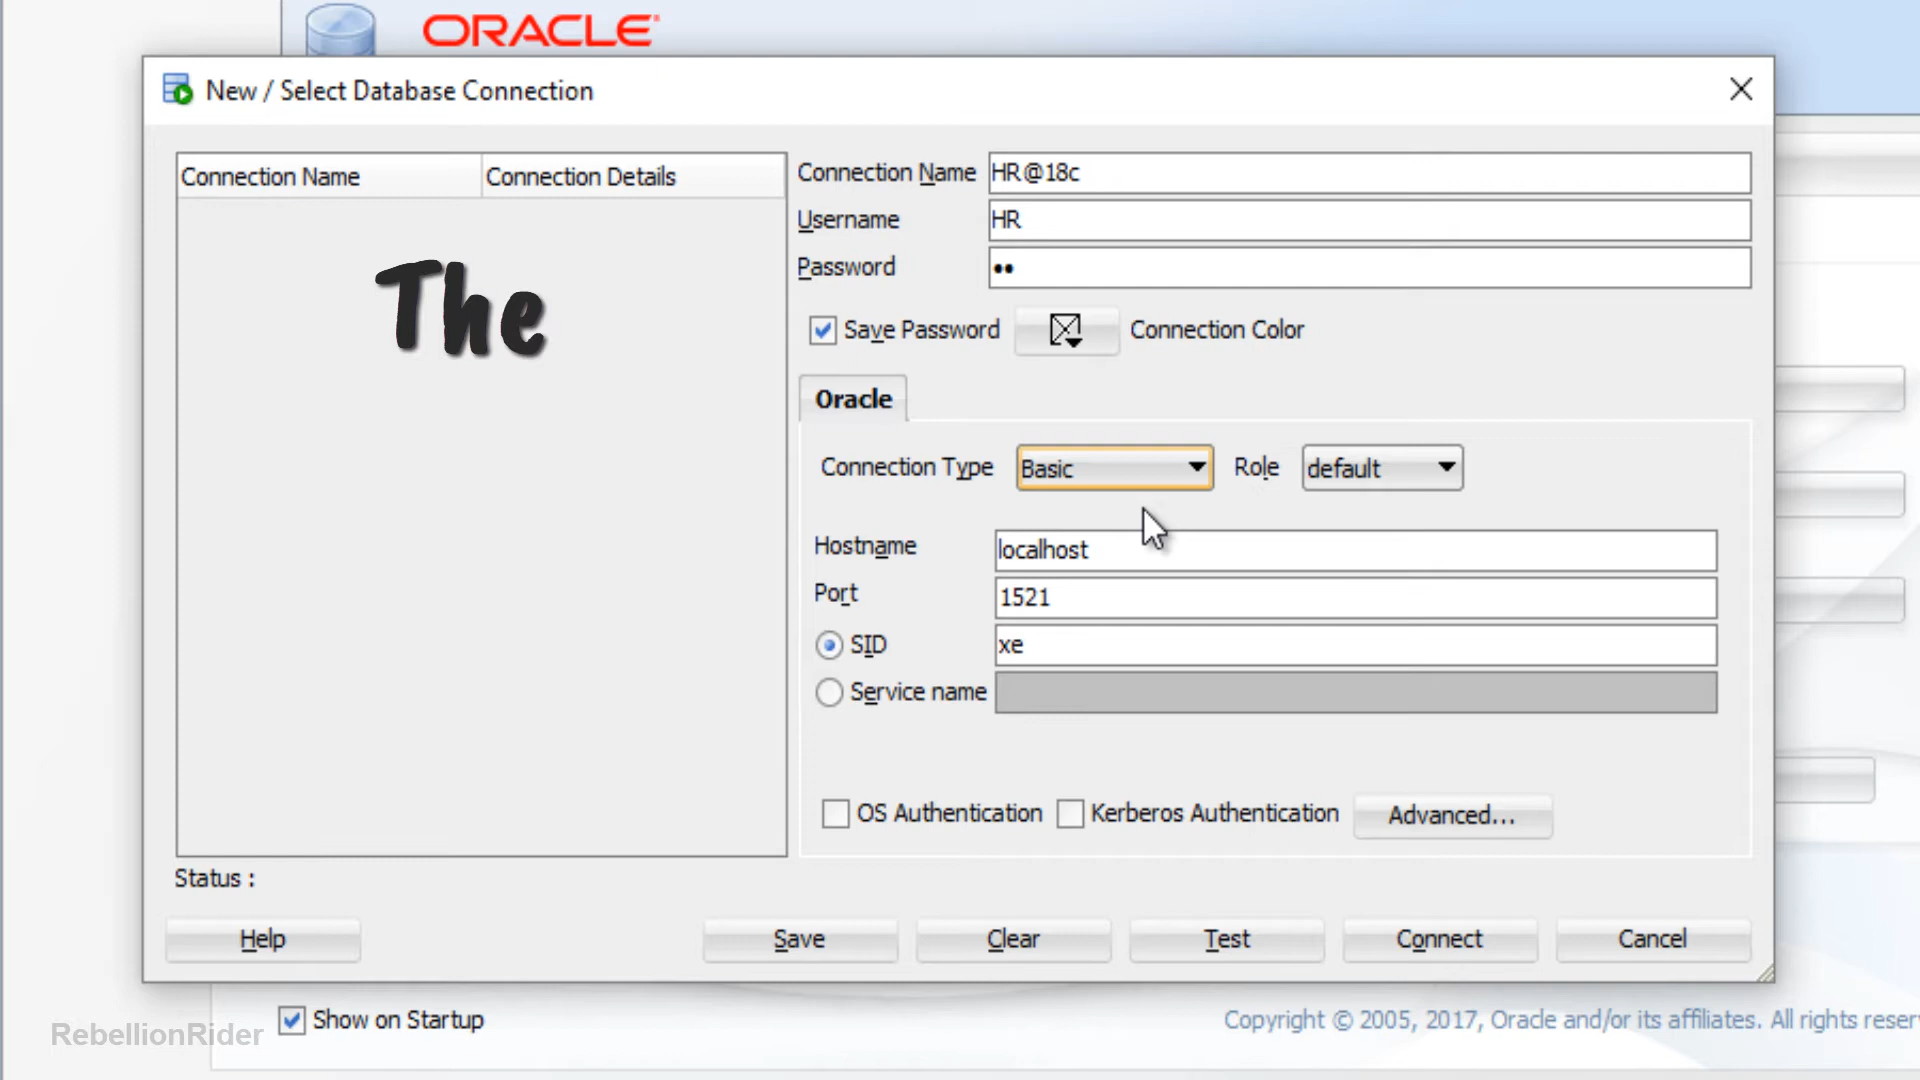 ORACLE
New / Select Database Connection
Connection Name Connection Details
The
Connection Name HR@18c
Username HR
Password ••
Save Password Connection Color
Oracle
Connection Type Basic Role default
Hostname localhost
Port 1521
SID xe
Service name
OS Authentication Kerberos Authentication Advanced...
Status :
Help Save Clear Test Connect Cancel
RebellionRider
Show on Startup
Copyright © 2005, 2017, Oracle and/or its affiliates. All rights